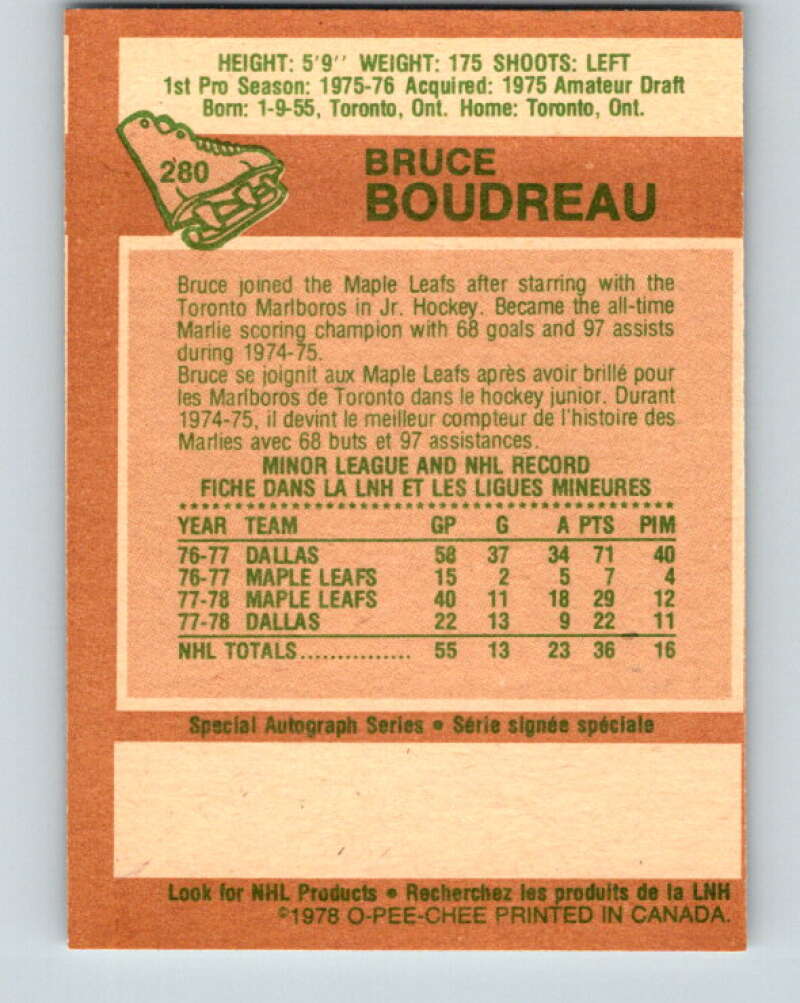 HEIGHT: 5'9'' WEIGHT: 175 SHOOTS: LEFT
1st Pro Season: 1975-76 Acquired: 1975 Amateur Draft
Born: 1-9-55, Toronto, Ont. Home: Toronto, Ont.
280
BRUCE
BOUDREAU
Bruce joined the Maple Leafs after starring with the
Toronto Marlboros in Jr. Hockey. Became the all-time
Marlie scoring champion with 68 goals and 97 assists
during 1974-75.
Bruce se joignit aux Maple Leafs après avoir brillé pour
les Marlboros de Toronto dans le hockey junior. Durant
1974-75, il devint le meilleur compteur de l'histoire des
Marlies avec 68 buts et 97 assistances.
MINOR LEAGUE AND NHL RECORD
FICHE DANS LA LNH ET LES LIGUES MINEURES
YEAR TEAM GP G A PTS PIM
76-77 DALLAS 58 37 34 71 40
76-77 MAPLE LEAFS 15 2 5 7 4
77-78 MAPLE LEAFS 40 11 18 29 12
77-78 DALLAS 22 13 9 22 11
NHL TOTALS............... 55 13 23 36 16
Special Autograph Series • Série signée spéciale
Look for NHL Products • Recherchez les produits de la LNH
©1978 O-PEE-CHEE PRINTED IN CANADA.